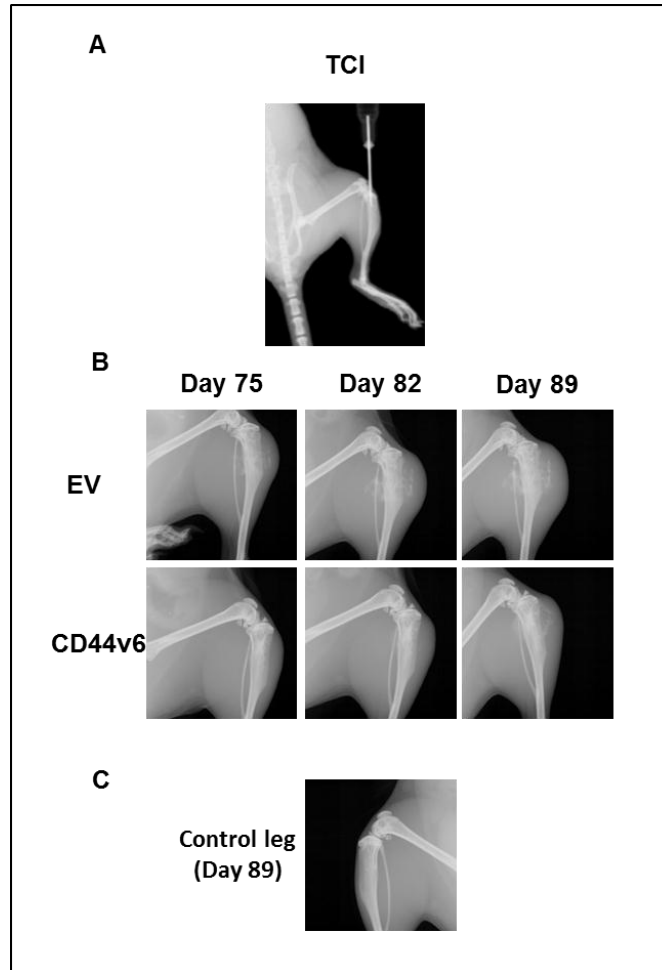 A
TCI
B
Day 75 Day 82 Day 89
EV
CD44v6
C
Control leg
(Day 89)